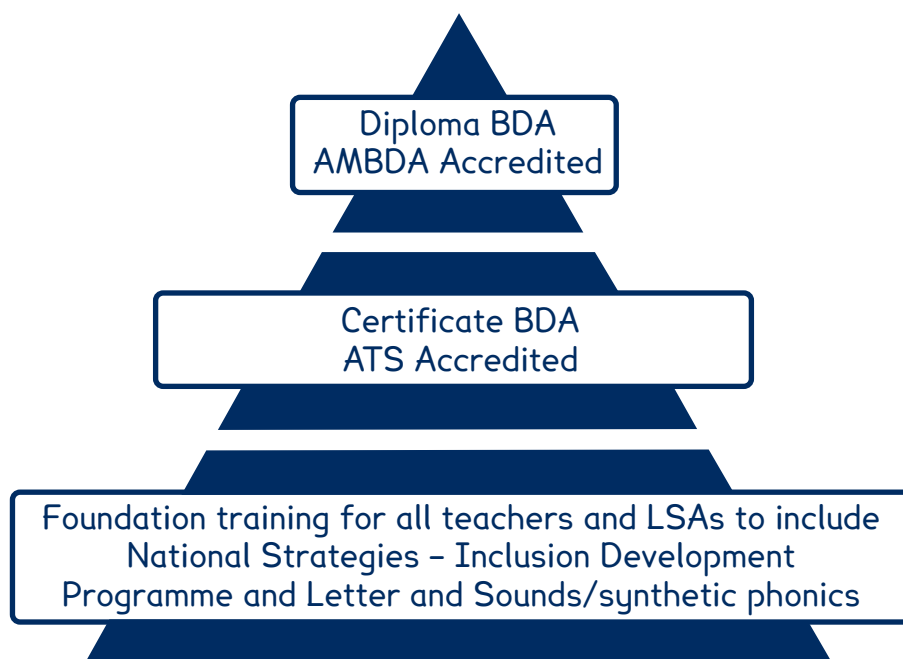 Diploma BDA
AMBDA Accredited
Certificate BDA
ATS Accredited
Foundation training for all teachers and LSAs to include
National Strategies – Inclusion Development
Programme and Letter and Sounds/synthetic phonics